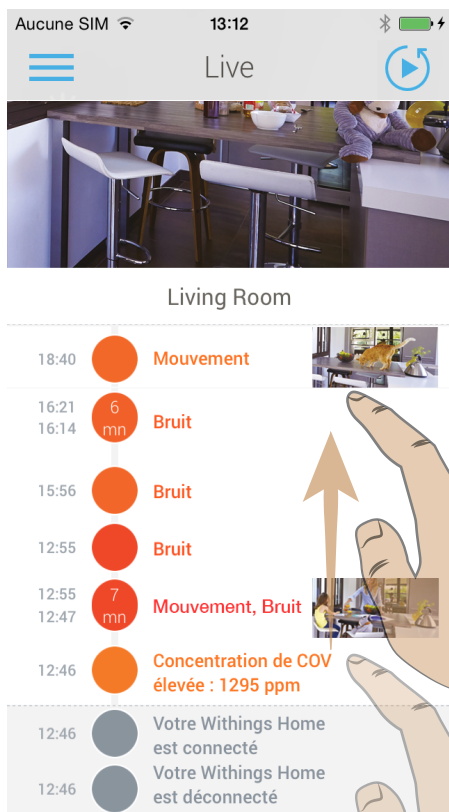 Aucune SIM 13:12
Live
Living Room
18:40 Mouvement
16:21
16:14
6
mn
Bruit
15:56 Bruit
12:55 Bruit
12:55
12:47
7
mn
Mouvement, Bruit
12:46
Concentration de COV
élevée : 1295 ppm
12:46
Votre Withings Home
est connecté
12:46
Votre Withings Home
est déconnecté